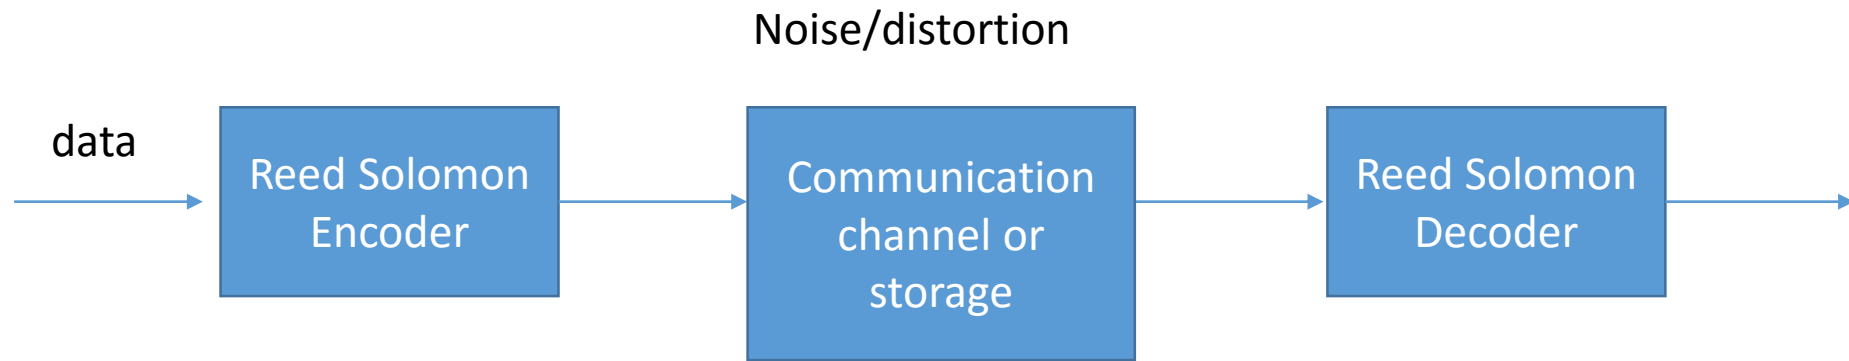 Noise/distortion
data
Reed Solomon
Encoder
Communication
channel or
storage
Reed Solomon
Decoder